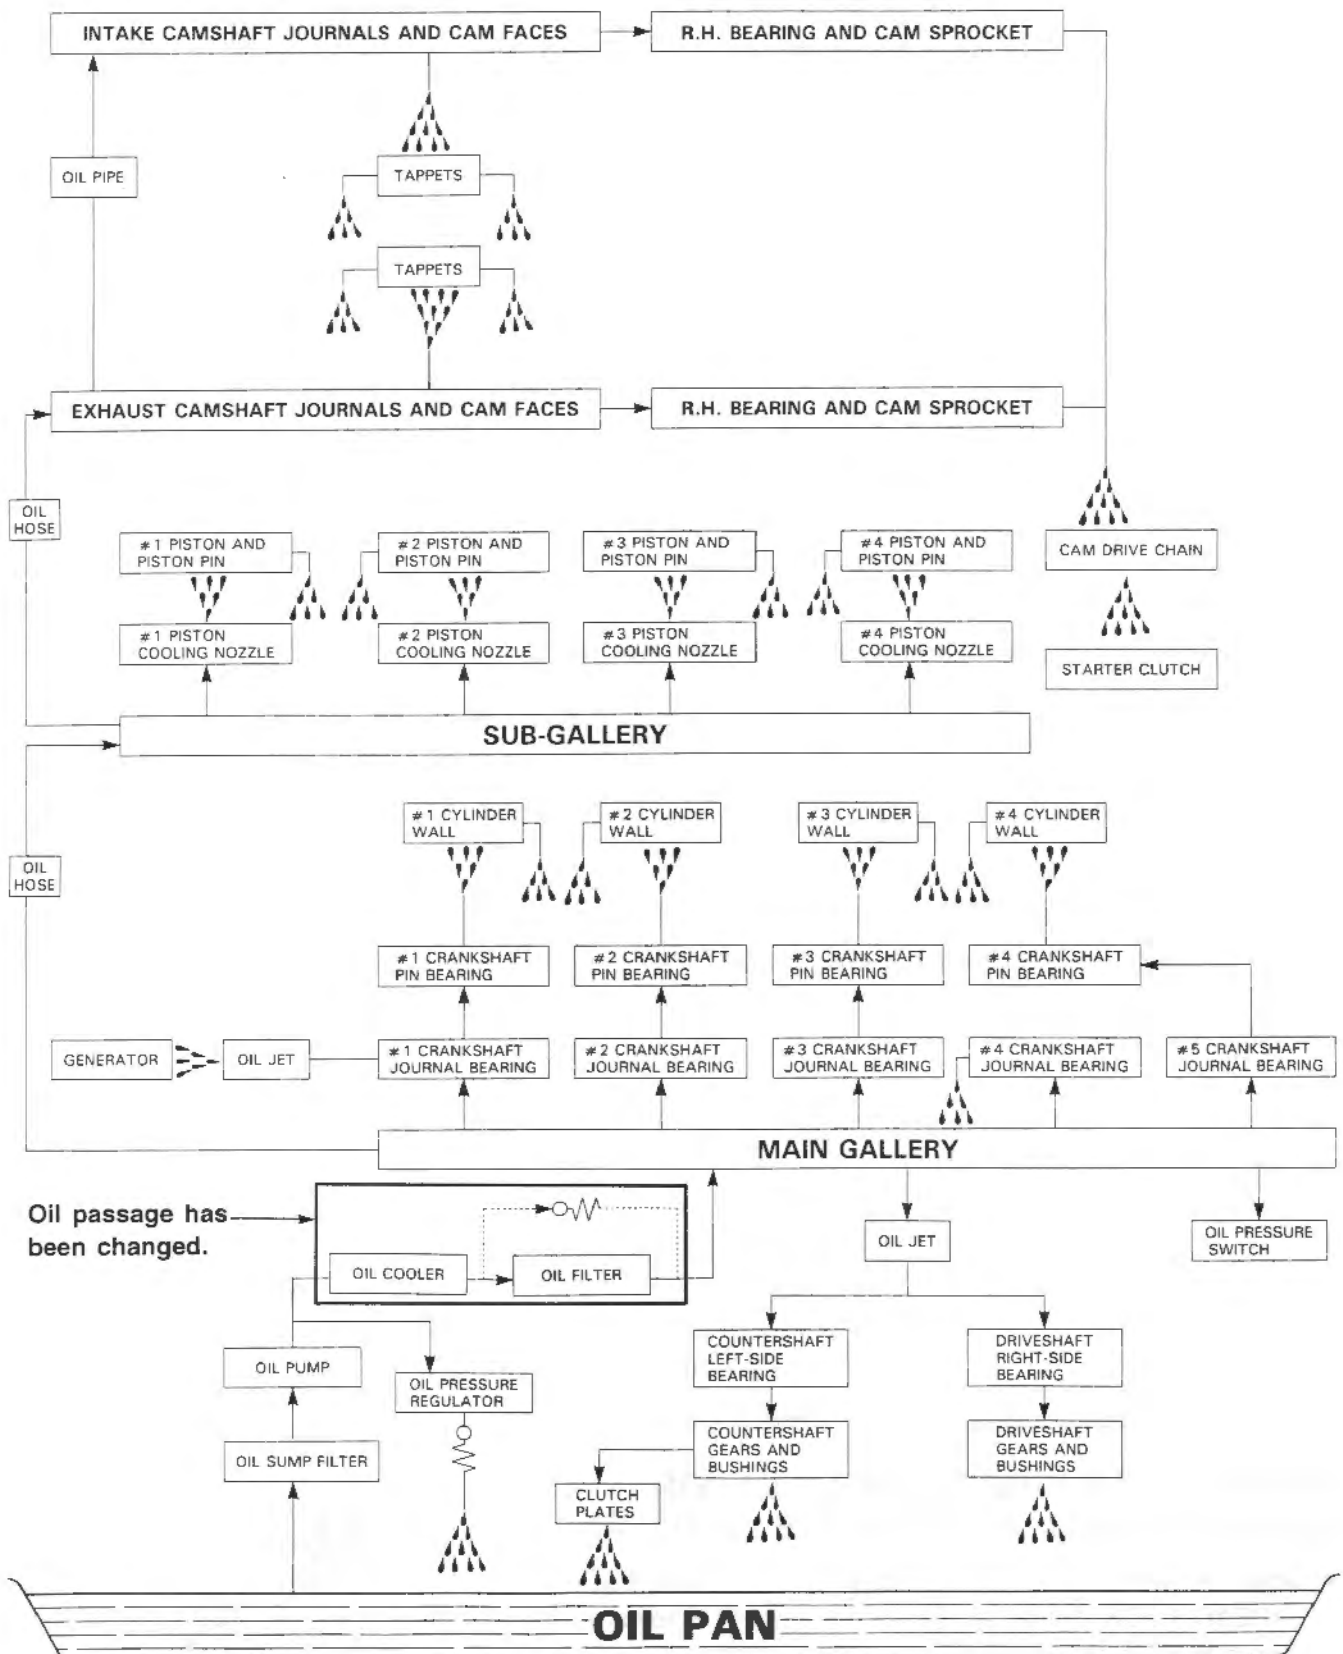 INTAKE CAMSHAFT JOURNALS AND CAM FACES
R.H. BEARING AND CAM SPROCKET
OIL PIPE
TAPPETS
TAPPETS
EXHAUST CAMSHAFT JOURNALS AND CAM FACES
R.H. BEARING AND CAM SPROCKET
OIL
HOSE
#1 PISTON AND
PISTON PIN
#2 PISTON AND
PISTON PIN
#3 PISTON AND
PISTON PIN
#4 PISTON AND
PISTON PIN
CAM DRIVE CHAIN
#1 PISTON
COOLING NOZZLE
#2 PISTON
COOLING NOZZLE
#3 PISTON
COOLING NOZZLE
#4 PISTON
COOLING NOZZLE
STARTER CLUTCH
SUB-GALLERY
#1 CYLINDER
WALL
#2 CYLINDER
WALL
#3 CYLINDER
WALL
#4 CYLINDER
WALL
OIL
HOSE
#1 CRANKSHAFT
PIN BEARING
#2 CRANKSHAFT
PIN BEARING
#3 CRANKSHAFT
PIN BEARING
#4 CRANKSHAFT
PIN BEARING
GENERATOR
OIL JET
#1 CRANKSHAFT
JOURNAL BEARING
#2 CRANKSHAFT
JOURNAL BEARING
#3 CRANKSHAFT
JOURNAL BEARING
#4 CRANKSHAFT
JOURNAL BEARING
#5 CRANKSHAFT
JOURNAL BEARING
MAIN GALLERY
Oil passage has
been changed.
OIL COOLER
OIL FILTER
OIL JET
OIL PRESSURE
SWITCH
OIL PUMP
OIL PRESSURE
REGULATOR
COUNTERSHAFT
LEFT-SIDE
BEARING
DRIVESHAFT
RIGHT-SIDE
BEARING
OIL SUMP FILTER
COUNTERSHAFT
GEARS AND
BUSHINGS
DRIVESHAFT
GEARS AND
BUSHINGS
CLUTCH
PLATES
OIL PAN